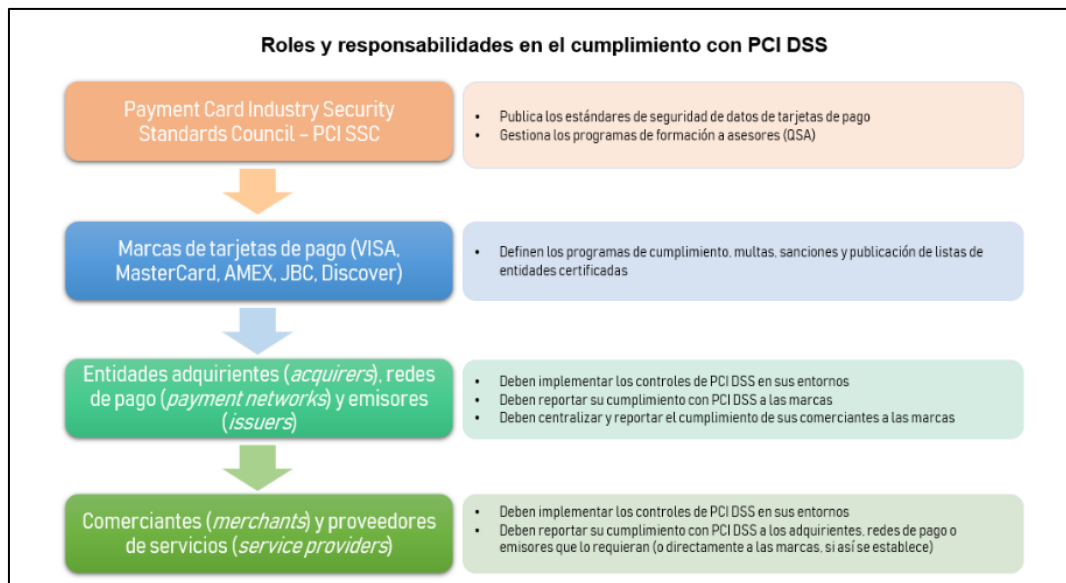 Roles y responsabilidades en el cumplimiento con PCI DSS
Payment Card Industry Security
Standards Council – PCI SSC
• Publica los estándares de seguridad de datos de tarjetas de pago
• Gestiona los programas de formación a asesores (QSA)
Marcas de tarjetas de pago (VISA,
MasterCard, AMEX, JBC, Discover)
• Definen los programas de cumplimiento, multas, sanciones y publicación de listas de
entidades certificadas
Entidades adquirientes (acquirers), redes
de pago (payment networks) y emisores
(issuers)
• Deben implementar los controles de PCI DSS en sus entornos
• Deben reportar su cumplimiento con PCI DSS a las marcas
• Deben centralizar y reportar el cumplimiento de sus comerciantes a las marcas
Comerciantes (merchants) y proveedores
de servicios (service providers)
• Deben implementar los controles de PCI DSS en sus entornos
• Deben reportar su cumplimiento con PCI DSS a los adquirientes, redes de pago o
emisores que lo requieran (o directamente a las marcas, si así se establece)